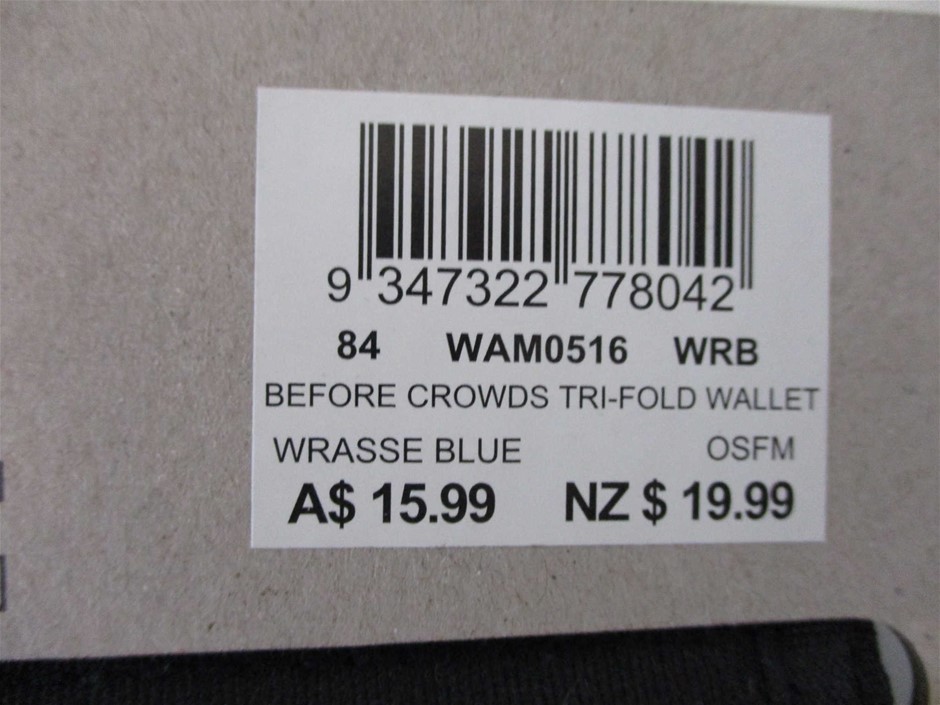 9 347322 778042
84 WAM0516 WRB
BEFORE CROWDS TRI-FOLD WALLET
WRASSE BLUE OSFM
A$ 15.99 NZ $ 19.99